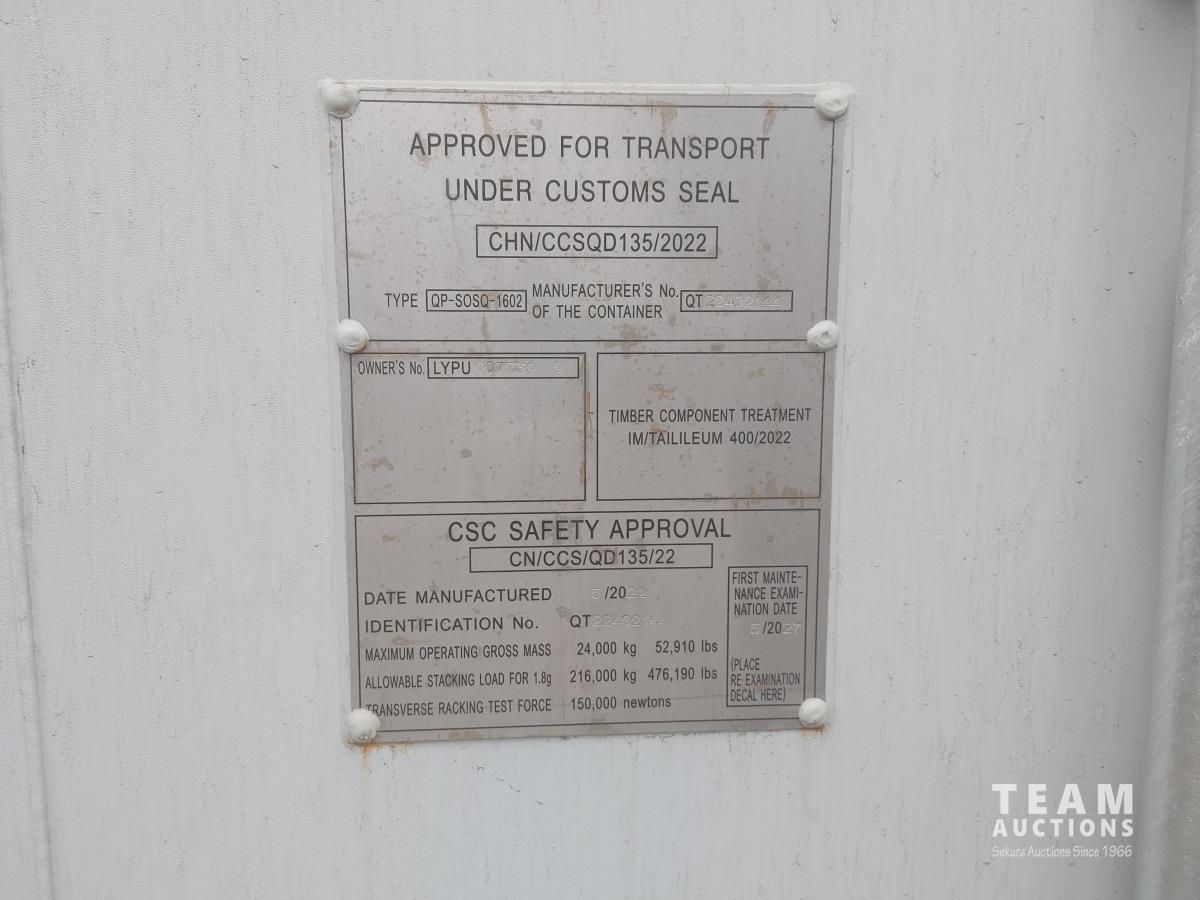 APPROVED FOR TRANSPORT
UNDER CUSTOMS SEAL
CHN/CCSQD135/2022
TYPE QP-SOSQ-1602 MANUFACTURER'S No. OF THE CONTAINER QT 22402144
OWNER'S No. LYPU
TIMBER COMPONENT TREATMENT
IM/TAILILEUM 400/2022
CSC SAFETY APPROVAL
CN/CCS/QD135/22
DATE MANUFACTURED 5/2022
IDENTIFICATION No. QT22402144
MAXIMUM OPERATING GROSS MASS 24,000 kg 52,910 lbs
ALLOWABLE STACKING LOAD FOR 1.8g 216,000 kg 476,190 lbs
TRANSVERSE RACKING TEST FORCE 150,000 newtons
FIRST MAINTE-
NANCE EXAMI-
NATION DATE
5/2027
(PLACE
RE EXAMINATION
DECAL HERE)
TEAM
AUCTIONS
Sekura Auctions Since 1966